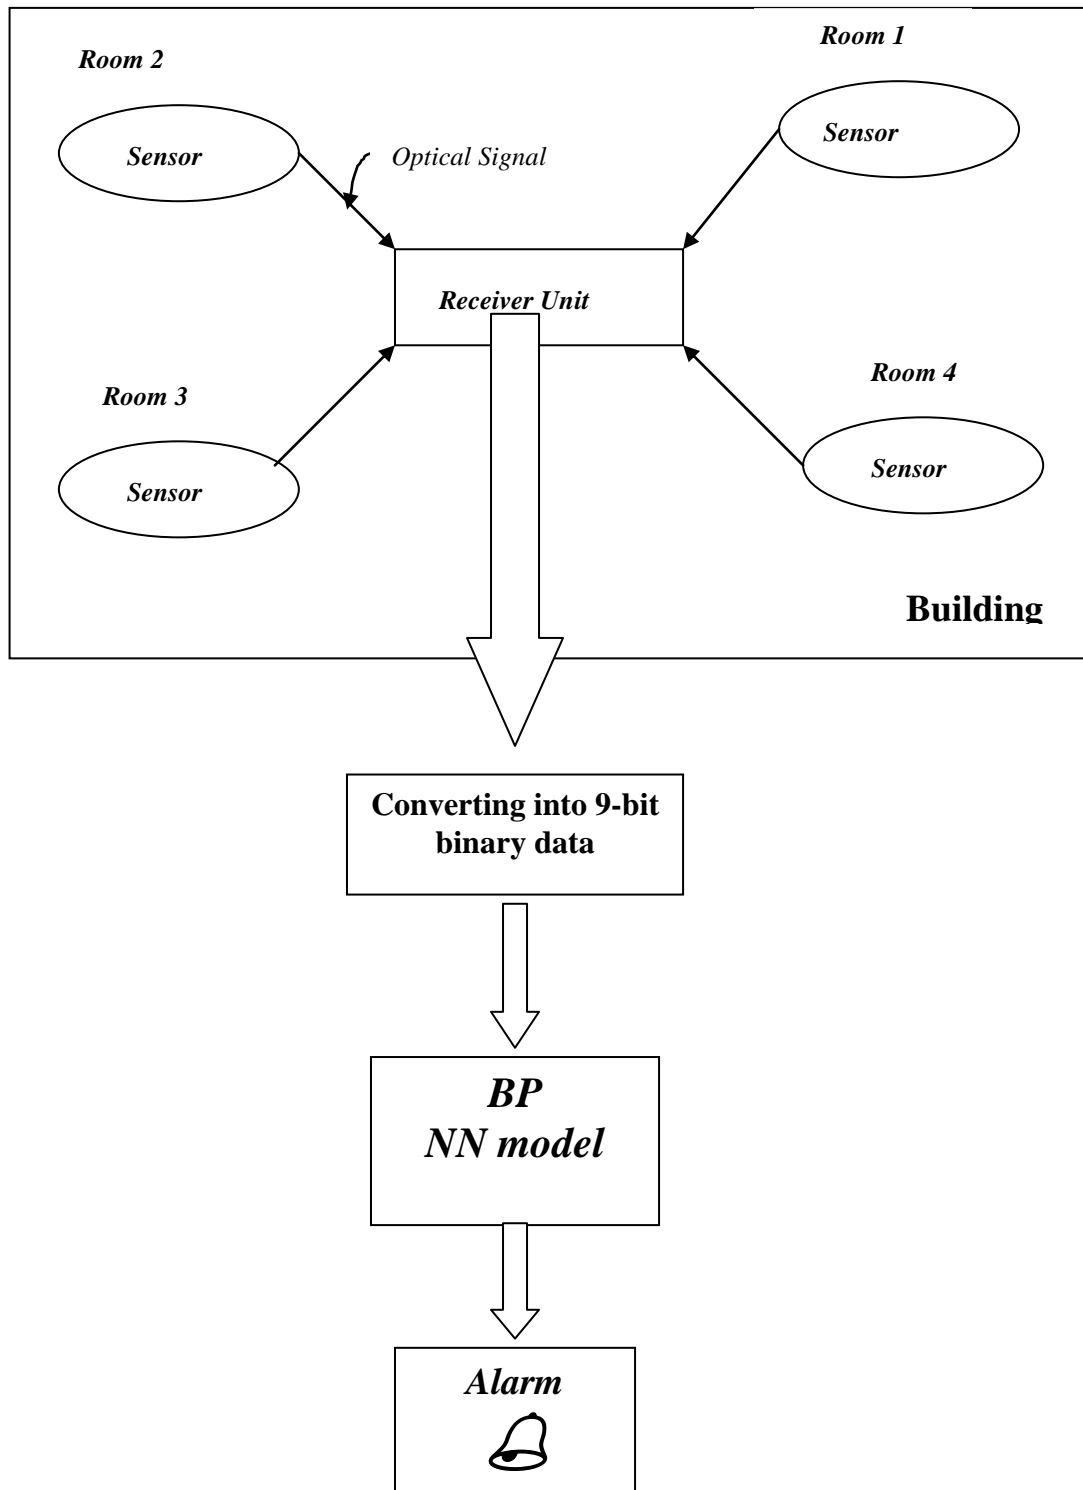 Room 1
Room 2
Sensor
Sensor
Optical Signal
Receiver Unit
Room 4
Room 3
Sensor
Sensor
Building
Converting into 9-bit
binary data
BP
NN model
Alarm